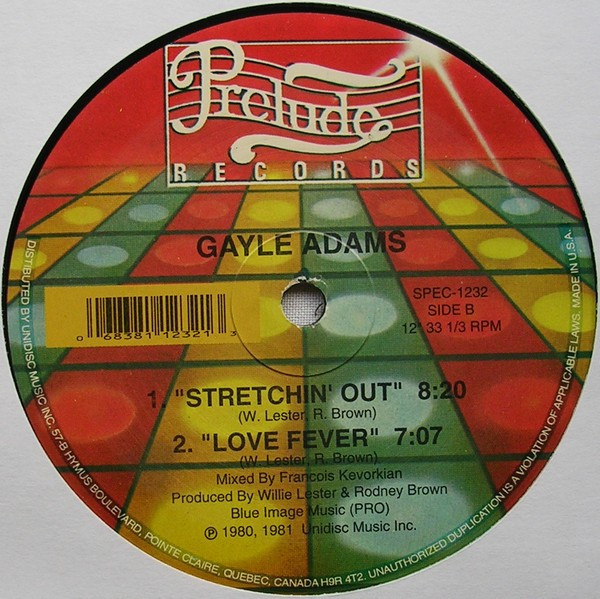 Prelude
RECORDS
GAYLE ADAMS
SPEC-1232
SIDE B
12" 33 1/3 RPM
0 68381 12321 3
1. "STRETCHIN' OUT" 8:20
(W. Lester, R. Brown)
2. "LOVE FEVER" 7:07
(W. Lester, R. Brown)
Mixed By Francois Kevorkian
Produced By Willie Lester & Rodney Brown
Blue Image Music (PRO)
℗ 1980, 1981 Unidisc Music Inc.
DISTIBUTED BY UNIDISC MUSIC INC. 57-B HYMUS BOULEVARD, POINTE CLAIRE, QUEBEC, CANADA H9R 4T2. UNAUTHORIZED DUPLICATION IS A VIOLATION OF APPLICABLE LAWS. MADE IN U.S.A.